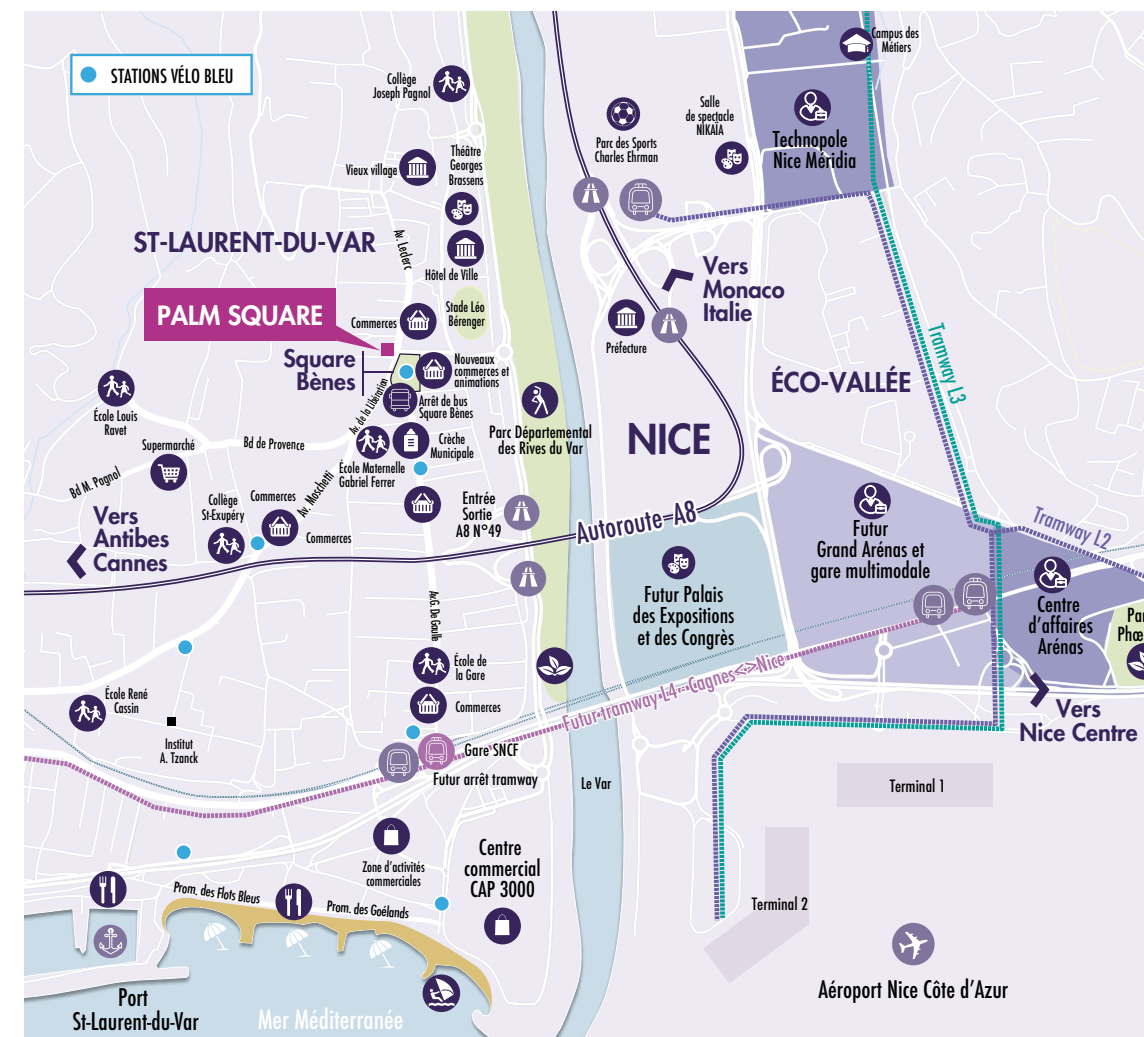 STATIONS VÉLO BLEU
Collège
Joseph Pagnol
Vieux village
Théâtre
Georges
Brassens
Hôtel de Ville
Av. Leclerc
ST-LAURENT-DU-VAR
PALM SQUARE
Commerces
Stade Léo
Bérenger
Square
Bènes
Nouveaux
commerces et
animations
Arrêt de bus
Square Bènes
Av. de la Libération
École Louis
Ravet
Supermarché
Bd de Provence
Bd M. Pagnol
École Maternelle
Gabriel Ferrer
Crèche
Municipale
Parc Départemental
des Rives du Var
Collège
St-Exupéry
Commerces
Av. Moschetti
Commerces
Entrée
Sortie
A8 N°49
Vers
Antibes
Cannes
Autoroute A8
Av. G. De Gaulle
École de
la Gare
Commerces
École René
Cassin
Institut
A. Tzanck
Gare SNCF
Futur arrêt tramway
Futur tramway L4 - Cagnes<->Nice
Le Var
Zone d'activités
commerciales
Centre
commercial
CAP 3000
Prom. des Flots Bleus
Prom. des Goélands
Port
St-Laurent-du-Var
Mer Méditerranée
Campus des
Métiers
Technopole
Nice Méridia
Parc des Sports
Charles Ehrman
Salle
de spectacle
NIKAÏA
Vers
Monaco
Italie
Préfecture
Tramway L3
ÉCO-VALLÉE
NICE
Tramway L2
Futur
Grand Arénas et
gare multimodale
Futur Palais
des Expositions
et des Congrès
Centre
d'affaires
Arénas
Vers
Nice Centre
Terminal 1
Terminal 2
Aéroport Nice Côte d'Azur